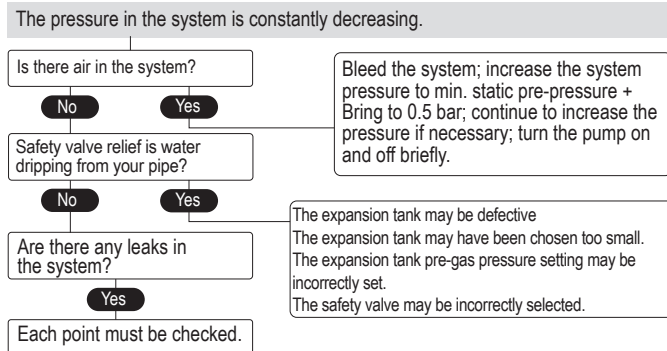 The pressure in the system is constantly decreasing.
Is there air in the system?
No
Yes
Bleed the system; increase the system
pressure to min. static pre-pressure +
Bring to 0.5 bar; continue to increase the
pressure if necessary; turn the pump on
and off briefly.
Safety valve relief is water
dripping from your pipe?
No
Yes
The expansion tank may be defective
The expansion tank may have been chosen too small.
The expansion tank pre-gas pressure setting may be
incorrectly set.
The safety valve may be incorrectly selected.
Are there any leaks in
the system?
Yes
Each point must be checked.